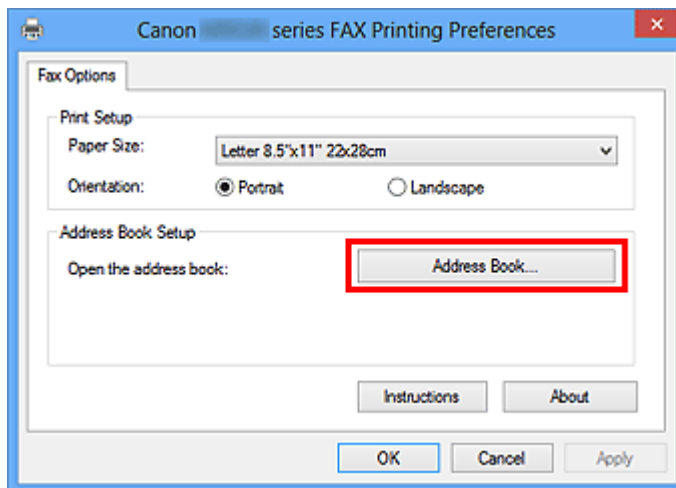 Canon series FAX Printing Preferences
Fax Options
Print Setup
Paper Size: Letter 8.5"x11" 22x28cm
Orientation: Portrait Landscape
Address Book Setup
Open the address book: Address Book...
Instructions About
OK Cancel Apply